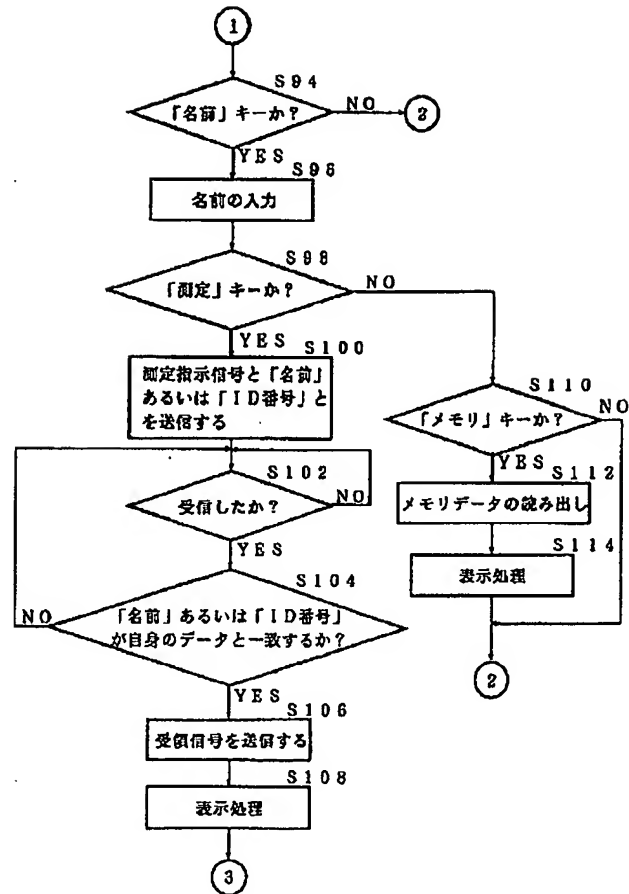 1
S94
「名前」キーか?
NO
2
YES
S96
名前の入力
S98
「測定」キーか?
NO
YES
S100
測定指示信号と「名前」
あるいは「ID番号」と
を送信する
S110
「メモリ」キーか?
NO
YES
S112
メモリデータの読み出し
S114
表示処理
2
S102
受信したか?
NO
YES
S104
「名前」あるいは「ID番号」
が自身のデータと一致するか?
NO
YES
S106
受領信号を送信する
S108
表示処理
3